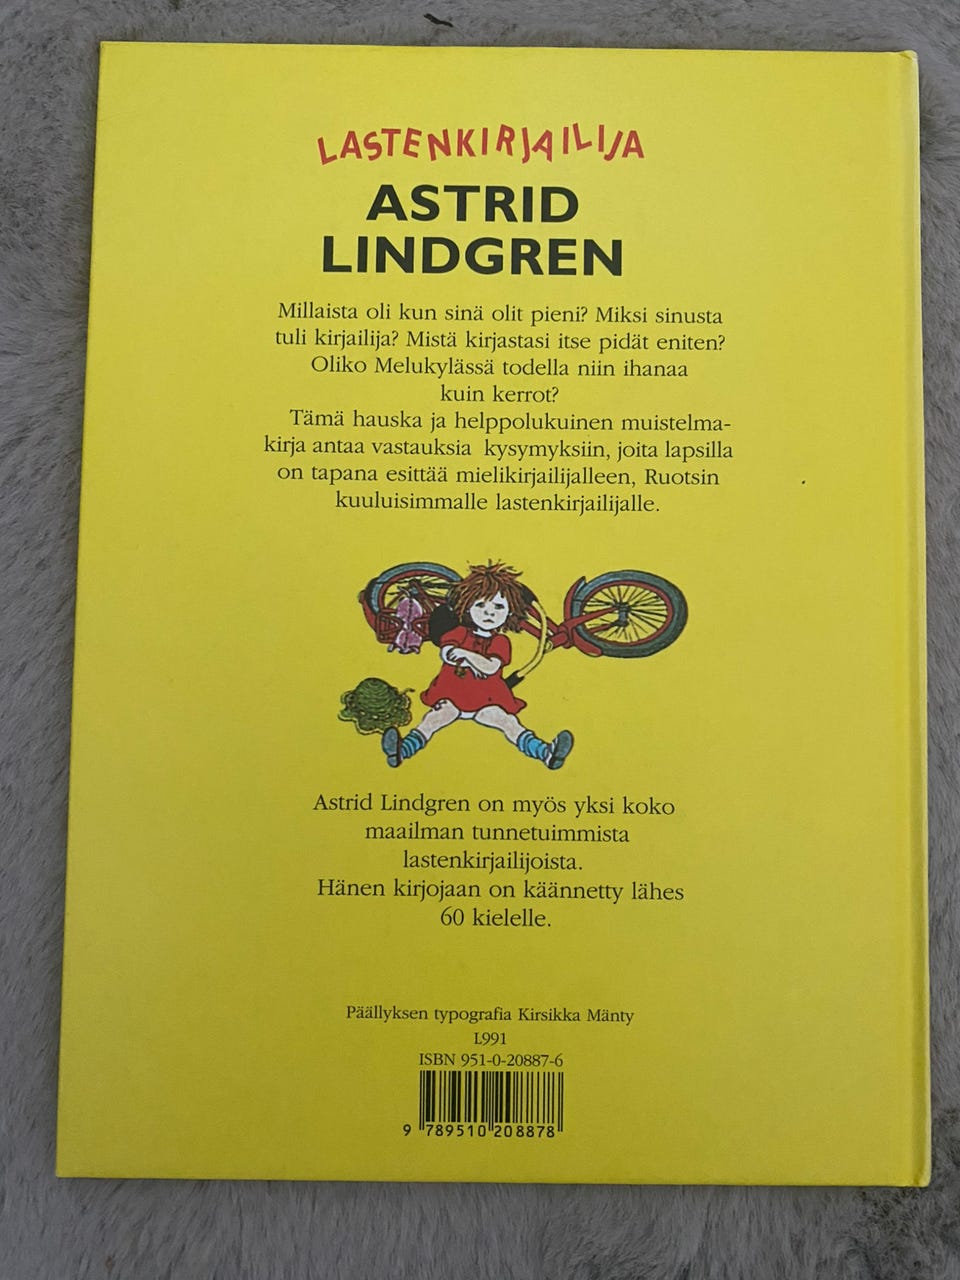 LASTENKIRJAILIJA
ASTRID
LINDGREN
Millaista oli kun sinä olit pieni? Miksi sinusta
tuli kirjailija? Mistä kirjastasi itse pidät eniten?
Oliko Melukylässä todella niin ihanaa
kuin kerrot?
Tämä hauska ja helppolukuinen muistelma-
kirja antaa vastauksia kysymyksiin, joita lapsilla
on tapana esittää mielikirjailijalleen, Ruotsin
kuuluisimmalle lastenkirjailijalle.
Astrid Lindgren on myös yksi koko
maailman tunnetuimmista
lastenkirjailijoista.
Hänen kirjojaan on käännetty lähes
60 kielelle.
Päällyksen typografia Kirsikka Mänty
L991
ISBN 951-0-20887-6
9 789510 208878